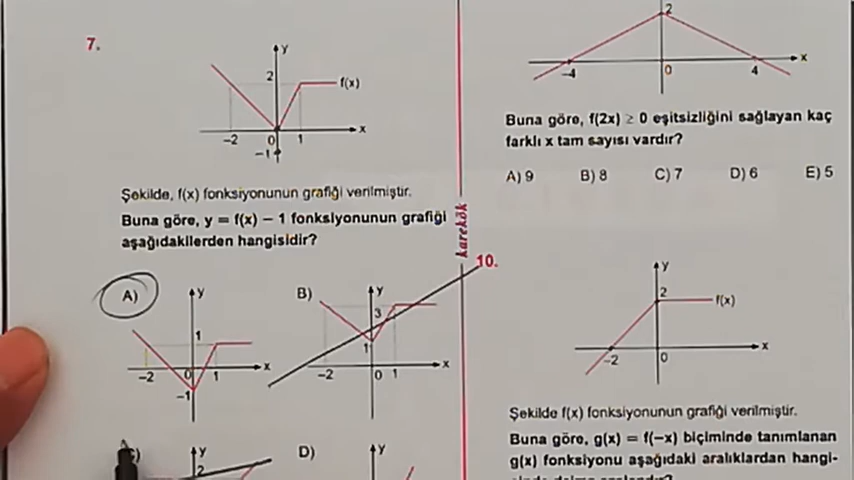 7.
y
2
f(x)
-2
0
1
x
-1
Şekilde, f(x) fonksiyonunun grafiği verilmiştir.
Buna göre, y = f(x) – 1 fonksiyonunun grafiği
aşağıdakilerden hangisidir?
A)
y
1
-2
0
1
x
-1
B)
y
3
1
-2
0
1
x
y
2
D)
y
karekök
2
-4
0
4
x
Buna göre, f(2x) ≥ 0 eşitsizliğini sağlayan kaç
farklı x tam sayısı vardır?
A) 9 B) 8 C) 7 D) 6 E) 5
10.
y
2
f(x)
-2
0
x
Şekilde f(x) fonksiyonunun grafiği verilmiştir.
Buna göre, g(x) = f(–x) biçiminde tanımlanan
g(x) fonksiyonu aşağıdaki aralıklardan hangi-